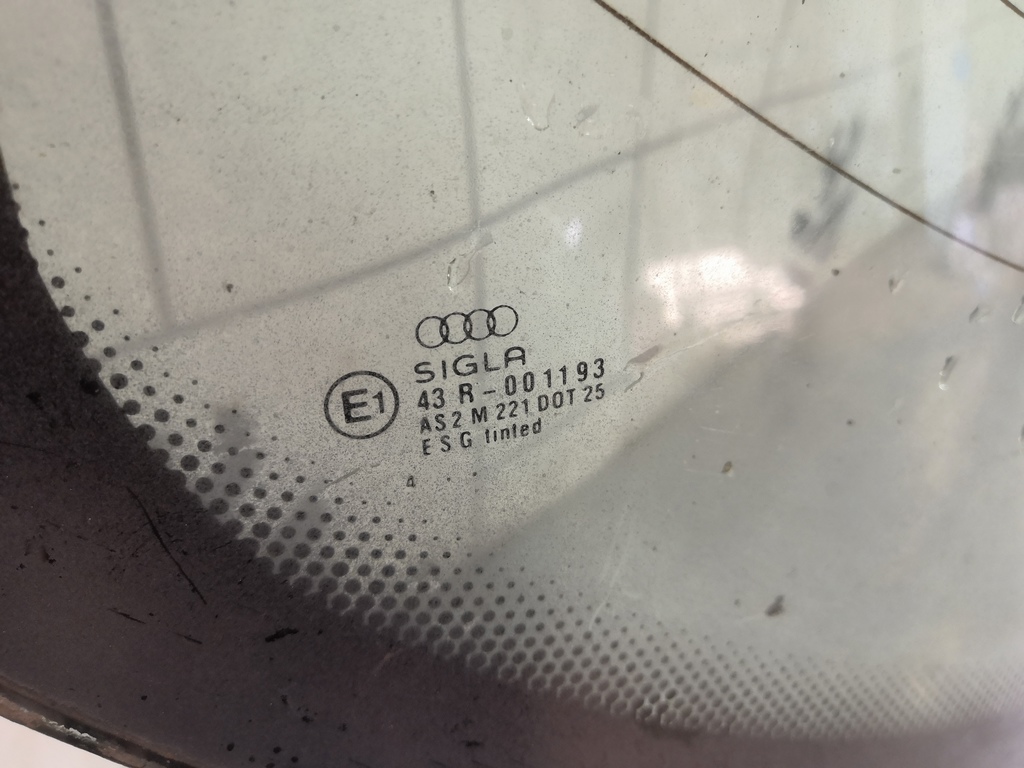 SIGLA
E1 43 R-001193
AS2 M 221 DOT 25
E S G tinted
4